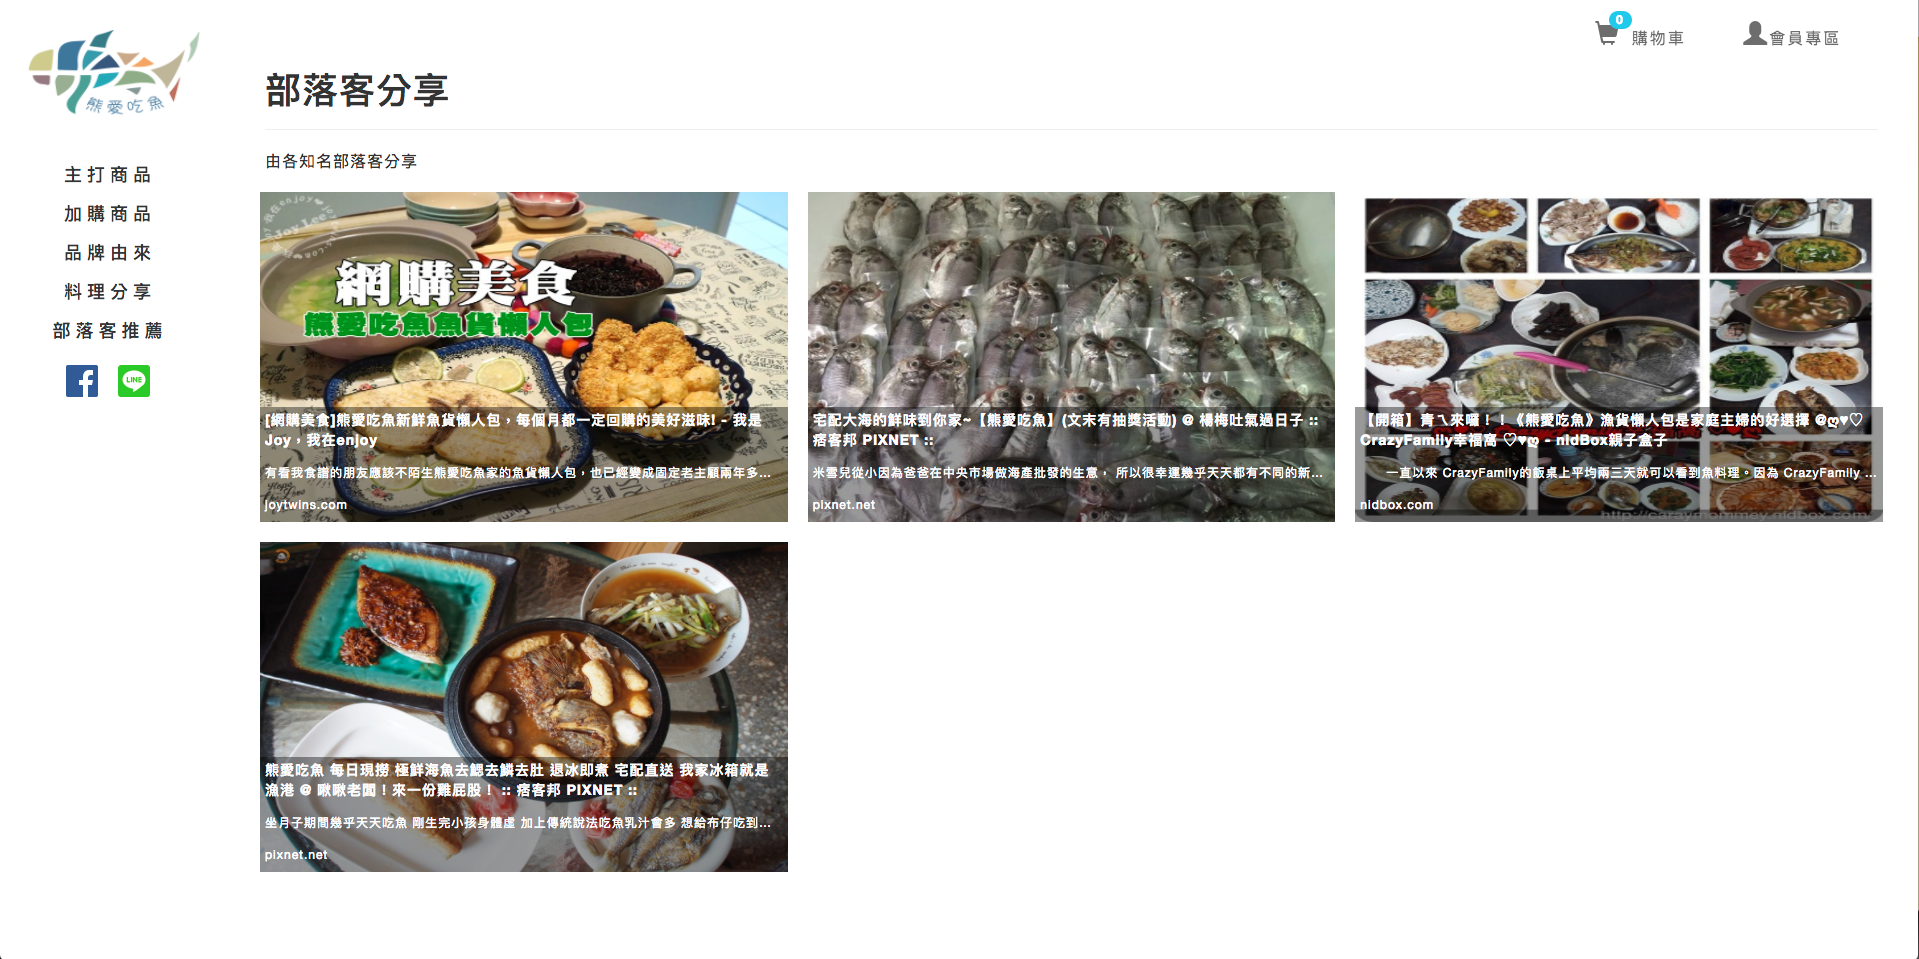 0
購物車
會員專區
熊愛吃魚
部落客分享
由各知名部落客分享
主打商品
加購商品
品牌由來
料理分享
部落客推薦
LINE
網購美食
熊愛吃魚魚貨懶人包
[網購美食]熊愛吃魚新鮮魚貨懶人包，每個月都一定回購的美好滋味! - 我是
Joy，我在enjoy
有看我食譜的朋友應該不陌生熊愛吃魚家的魚貨懶人包，也已經變成固定老主顧兩年多...
joytwins.com
宅配大海的鮮味到你家~【熊愛吃魚】(文末有抽獎活動) @ 楊梅吐氣過日子 ::
痞客邦 PIXNET ::
米雪兒從小因為爸爸在中央市場做海產批發的生意， 所以很幸運幾乎天天都有不同的新...
pixnet.net
【開箱】青ㄟ來囉！！《熊愛吃魚》漁貨懶人包是家庭主婦的好選擇 @ღ♥♡
CrazyFamily幸福窩 ♡♥ღ - nidBox親子盒子
一直以來 CrazyFamily的飯桌上平均兩三天就可以看到魚料理。因為 CrazyFamily ...
nidbox.com
http://caraymommey.nidbox.com/
熊愛吃魚 每日現撈 極鮮海魚去鰓去鱗去肚 退冰即煮 宅配直送 我家冰箱就是
漁港 @ 啾啾老闆！來一份雞屁股！ :: 痞客邦 PIXNET ::
坐月子期間幾乎天天吃魚 剛生完小孩身體虛 加上傳統說法吃魚乳汁會多 想給布仔吃到...
pixnet.net